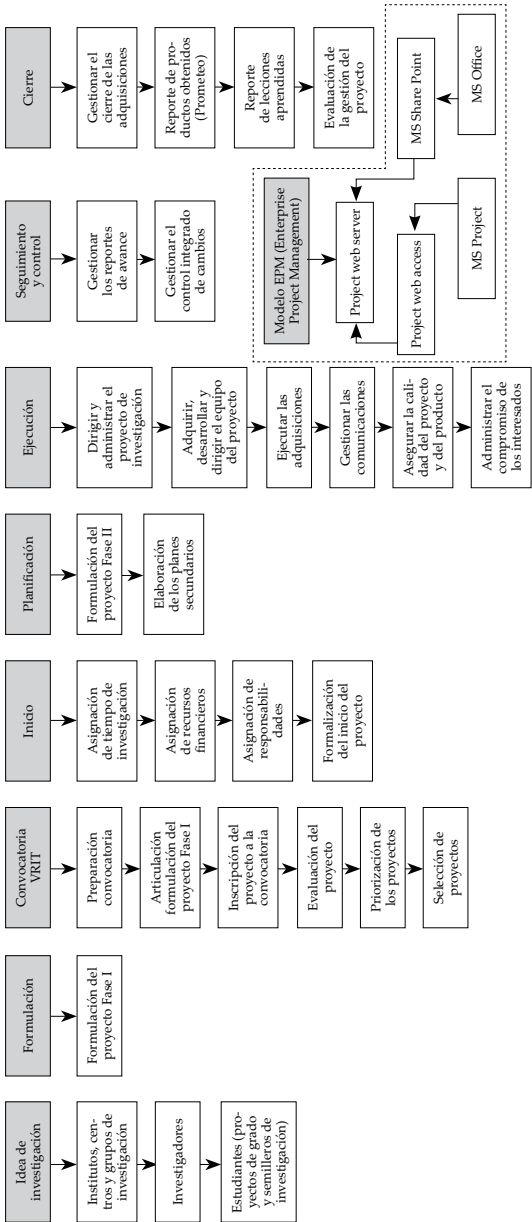 Idea de
investigación
Institutos, cen-
tros y grupos de
investigación
Investigadores
Estudiantes (pro-
yectos de grado
y semilleros de
investigación)
Formulación
Formulación del
proyecto Fase I
Convocatoria
VRIT
Preparación
convocatoria
Articulación
formulación del
proyecto Fase I
Inscripción del
proyecto a la
convocatoria
Evaluación del
proyecto
Priorización de
los proyectos
Selección de
proyectos
Inicio
Asignación
de tiempo de
investigación
Asignación
de recursos
financieros
Asignación de
responsabili-
dades
Formalización
del inicio del
proyecto
Planificación
Formulación del
proyecto Fase II
Elaboración
de los planes
secundarios
Ejecución
Dirigir y
administrar el
proyecto de
investigación
Adquirir,
desarrollar y
dirigir el equipo
del proyecto
Ejecutar las
adquisiciones
Gestionar las
comunicaciones
Asegurar la cali-
dad del proyecto
y del producto
Administrar el
compromiso de
los interesados
Seguimiento
y control
Gestionar
los reportes
de avance
Gestionar el
control integrado
de cambios
Cierre
Gestionar el
cierre de las
adquisiciones
Reporte de pro-
ductos obtenidos
(Prometeo)
Reporte
de lecciones
aprendidas
Evaluación de
la gestión del
proyecto
Modelo EPM (Enterprise
Project Management)
Project web server
Project web access
MS Project
MS Share Point
MS Office